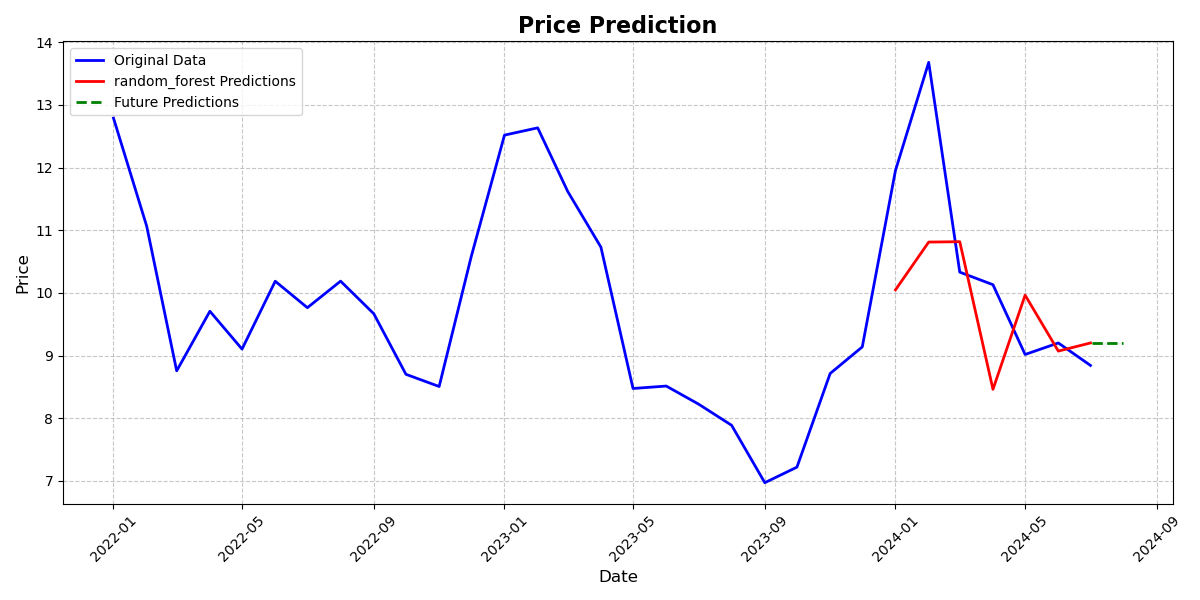 Price Prediction
Original Data
random_forest Predictions
Future Predictions
Price
14
13
12
11
10
9
8
7
2022-01
2022-05
2022-09
2023-01
2023-05
2023-09
2024-01
2024-05
2024-09
Date